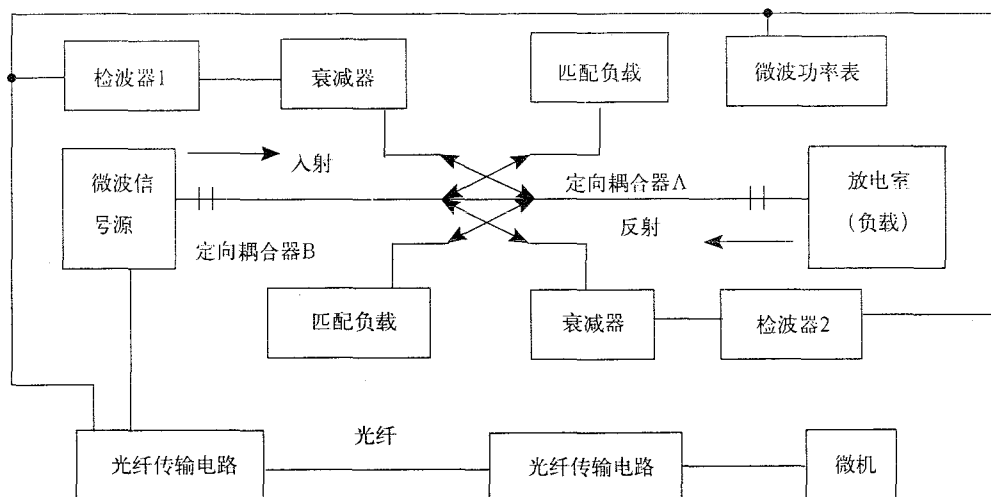 检波器1
衰减器
匹配负载
微波功率表
微波信
号源
入射
定向耦合器A
放电室
(负载)
反射
定向耦合器B
匹配负载
衰减器
检波器2
光纤
光纤传输电路
光纤传输电路
微机